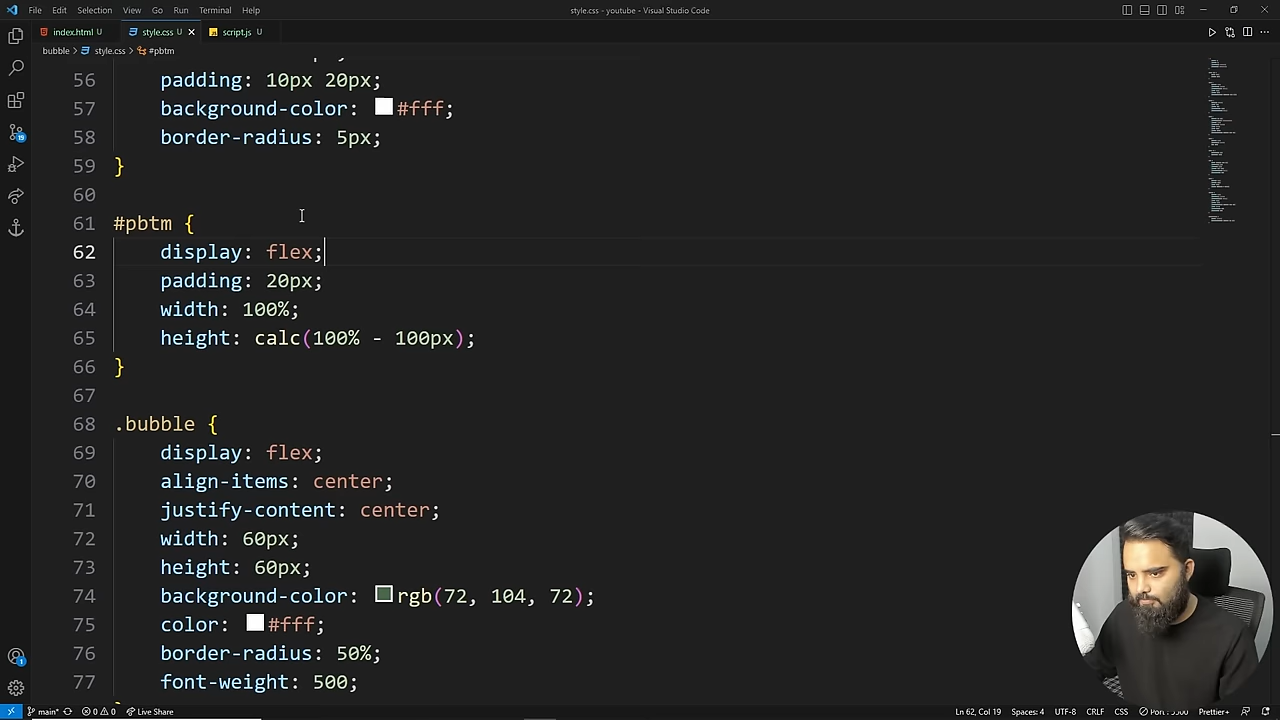 File Edit Selection View Go Run Terminal Help
style.css - youtube - Visual Studio Code
index.html U style.css U script.js U
bubble > style.css > #pbtm
56 padding: 10px 20px;
57 background-color: #fff;
58 border-radius: 5px;
59 }
60
61 #pbtm {
62 display: flex;
63 padding: 20px;
64 width: 100%;
65 height: calc(100% - 100px);
66 }
67
68 .bubble {
69 display: flex;
70 align-items: center;
71 justify-content: center;
72 width: 60px;
73 height: 60px;
74 background-color: rgb(72, 104, 72);
75 color: #fff;
76 border-radius: 50%;
77 font-weight: 500;
main* 0 0 Live Share Ln 62, Col 19 Spaces: 4 UTF-8 CRLF CSS Prettier+